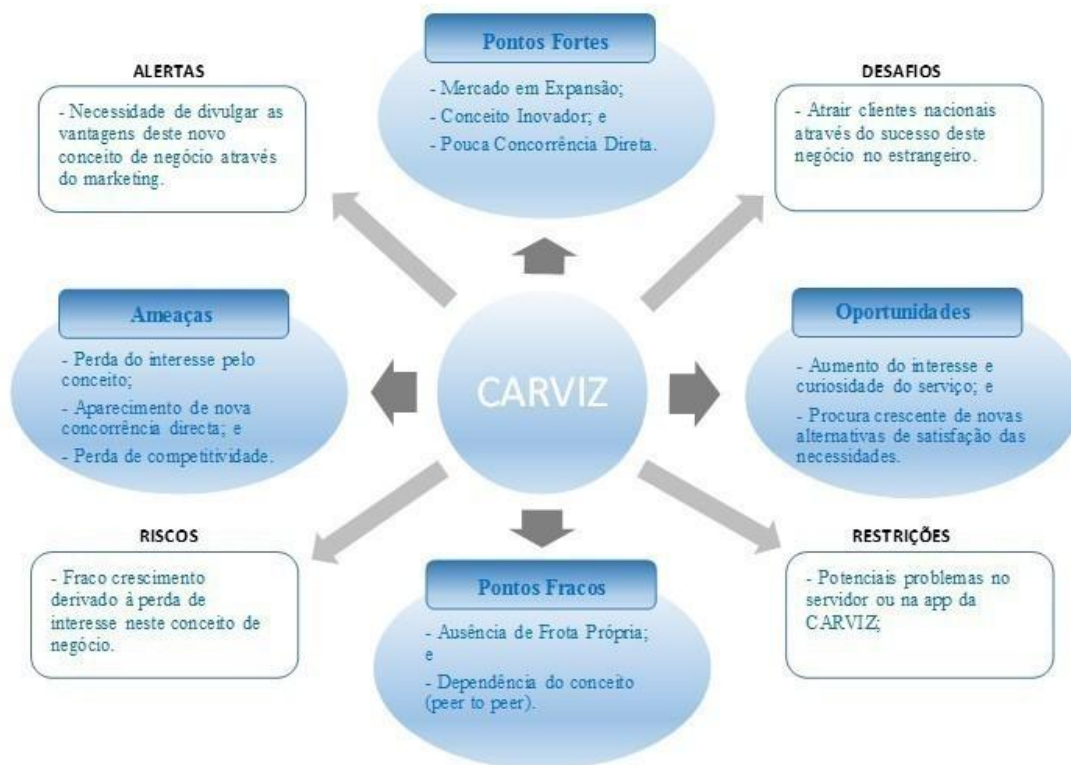 Pontos Fortes
- Mercado em Expansão;
- Conceito Inovador; e
- Pouca Concorrência Direta.
ALERTAS
- Necessidade de divulgar as
vantagens deste novo
conceito de negócio através
do marketing.
DESAFIOS
- Atrair clientes nacionais
através do sucesso deste
negócio no estrangeiro.
Ameaças
- Perda do interesse pelo
conceito;
- Aparecimento de nova
concorrência directa; e
- Perda de competitividade.
CARVIZ
Oportunidades
- Aumento do interesse e
curiosidade do serviço; e
- Procura crescente de novas
alternativas de satisfação das
necessidades.
RISCOS
- Fraco crescimento
derivado à perda de
interesse neste conceito de
negócio.
Pontos Fracos
- Ausência de Frota Própria;
e
- Dependência do conceito
(peer to peer).
RESTRIÇÕES
- Potenciais problemas no
servidor ou na app da
CARVIZ;